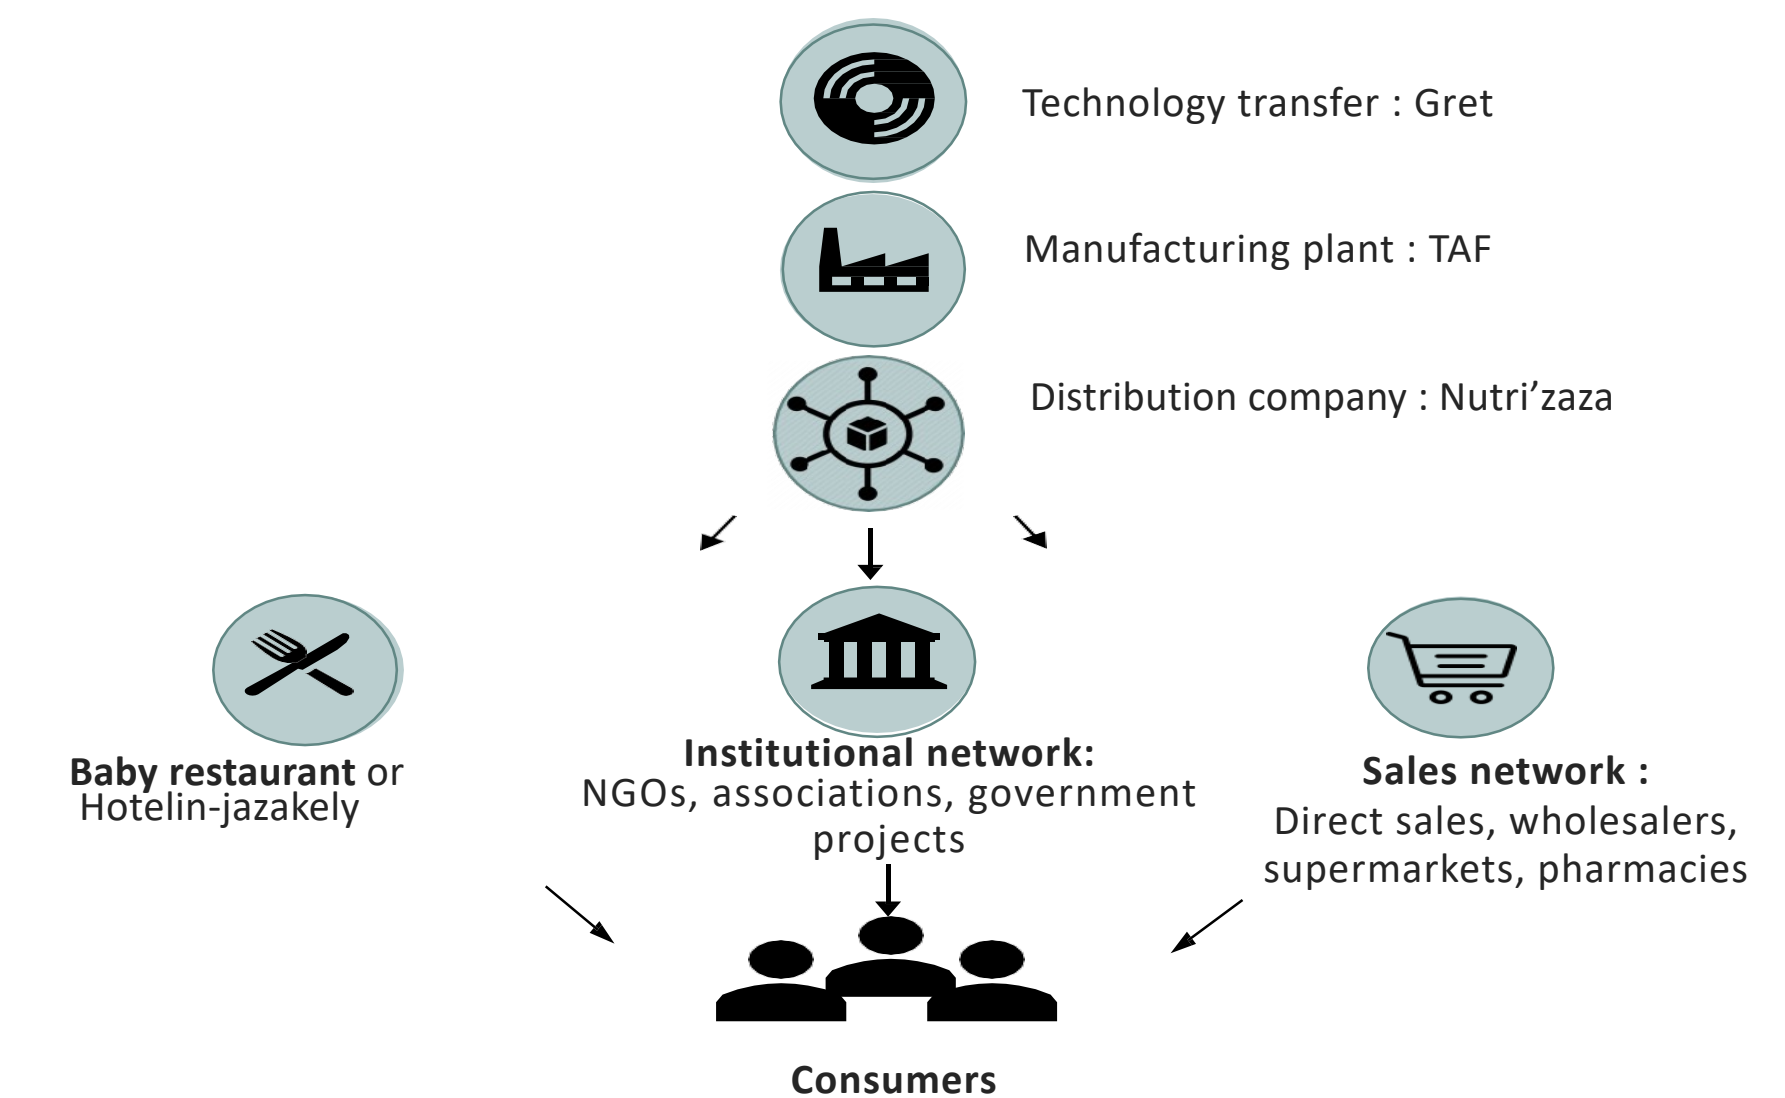 Technology transfer : Gret
Manufacturing plant : TAF
Distribution company : Nutri’zaza
Baby restaurant or
Hotelin-jazakely
Institutional network:
NGOs, associations, government
projects
Sales network :
Direct sales, wholesalers,
supermarkets, pharmacies
Consumers